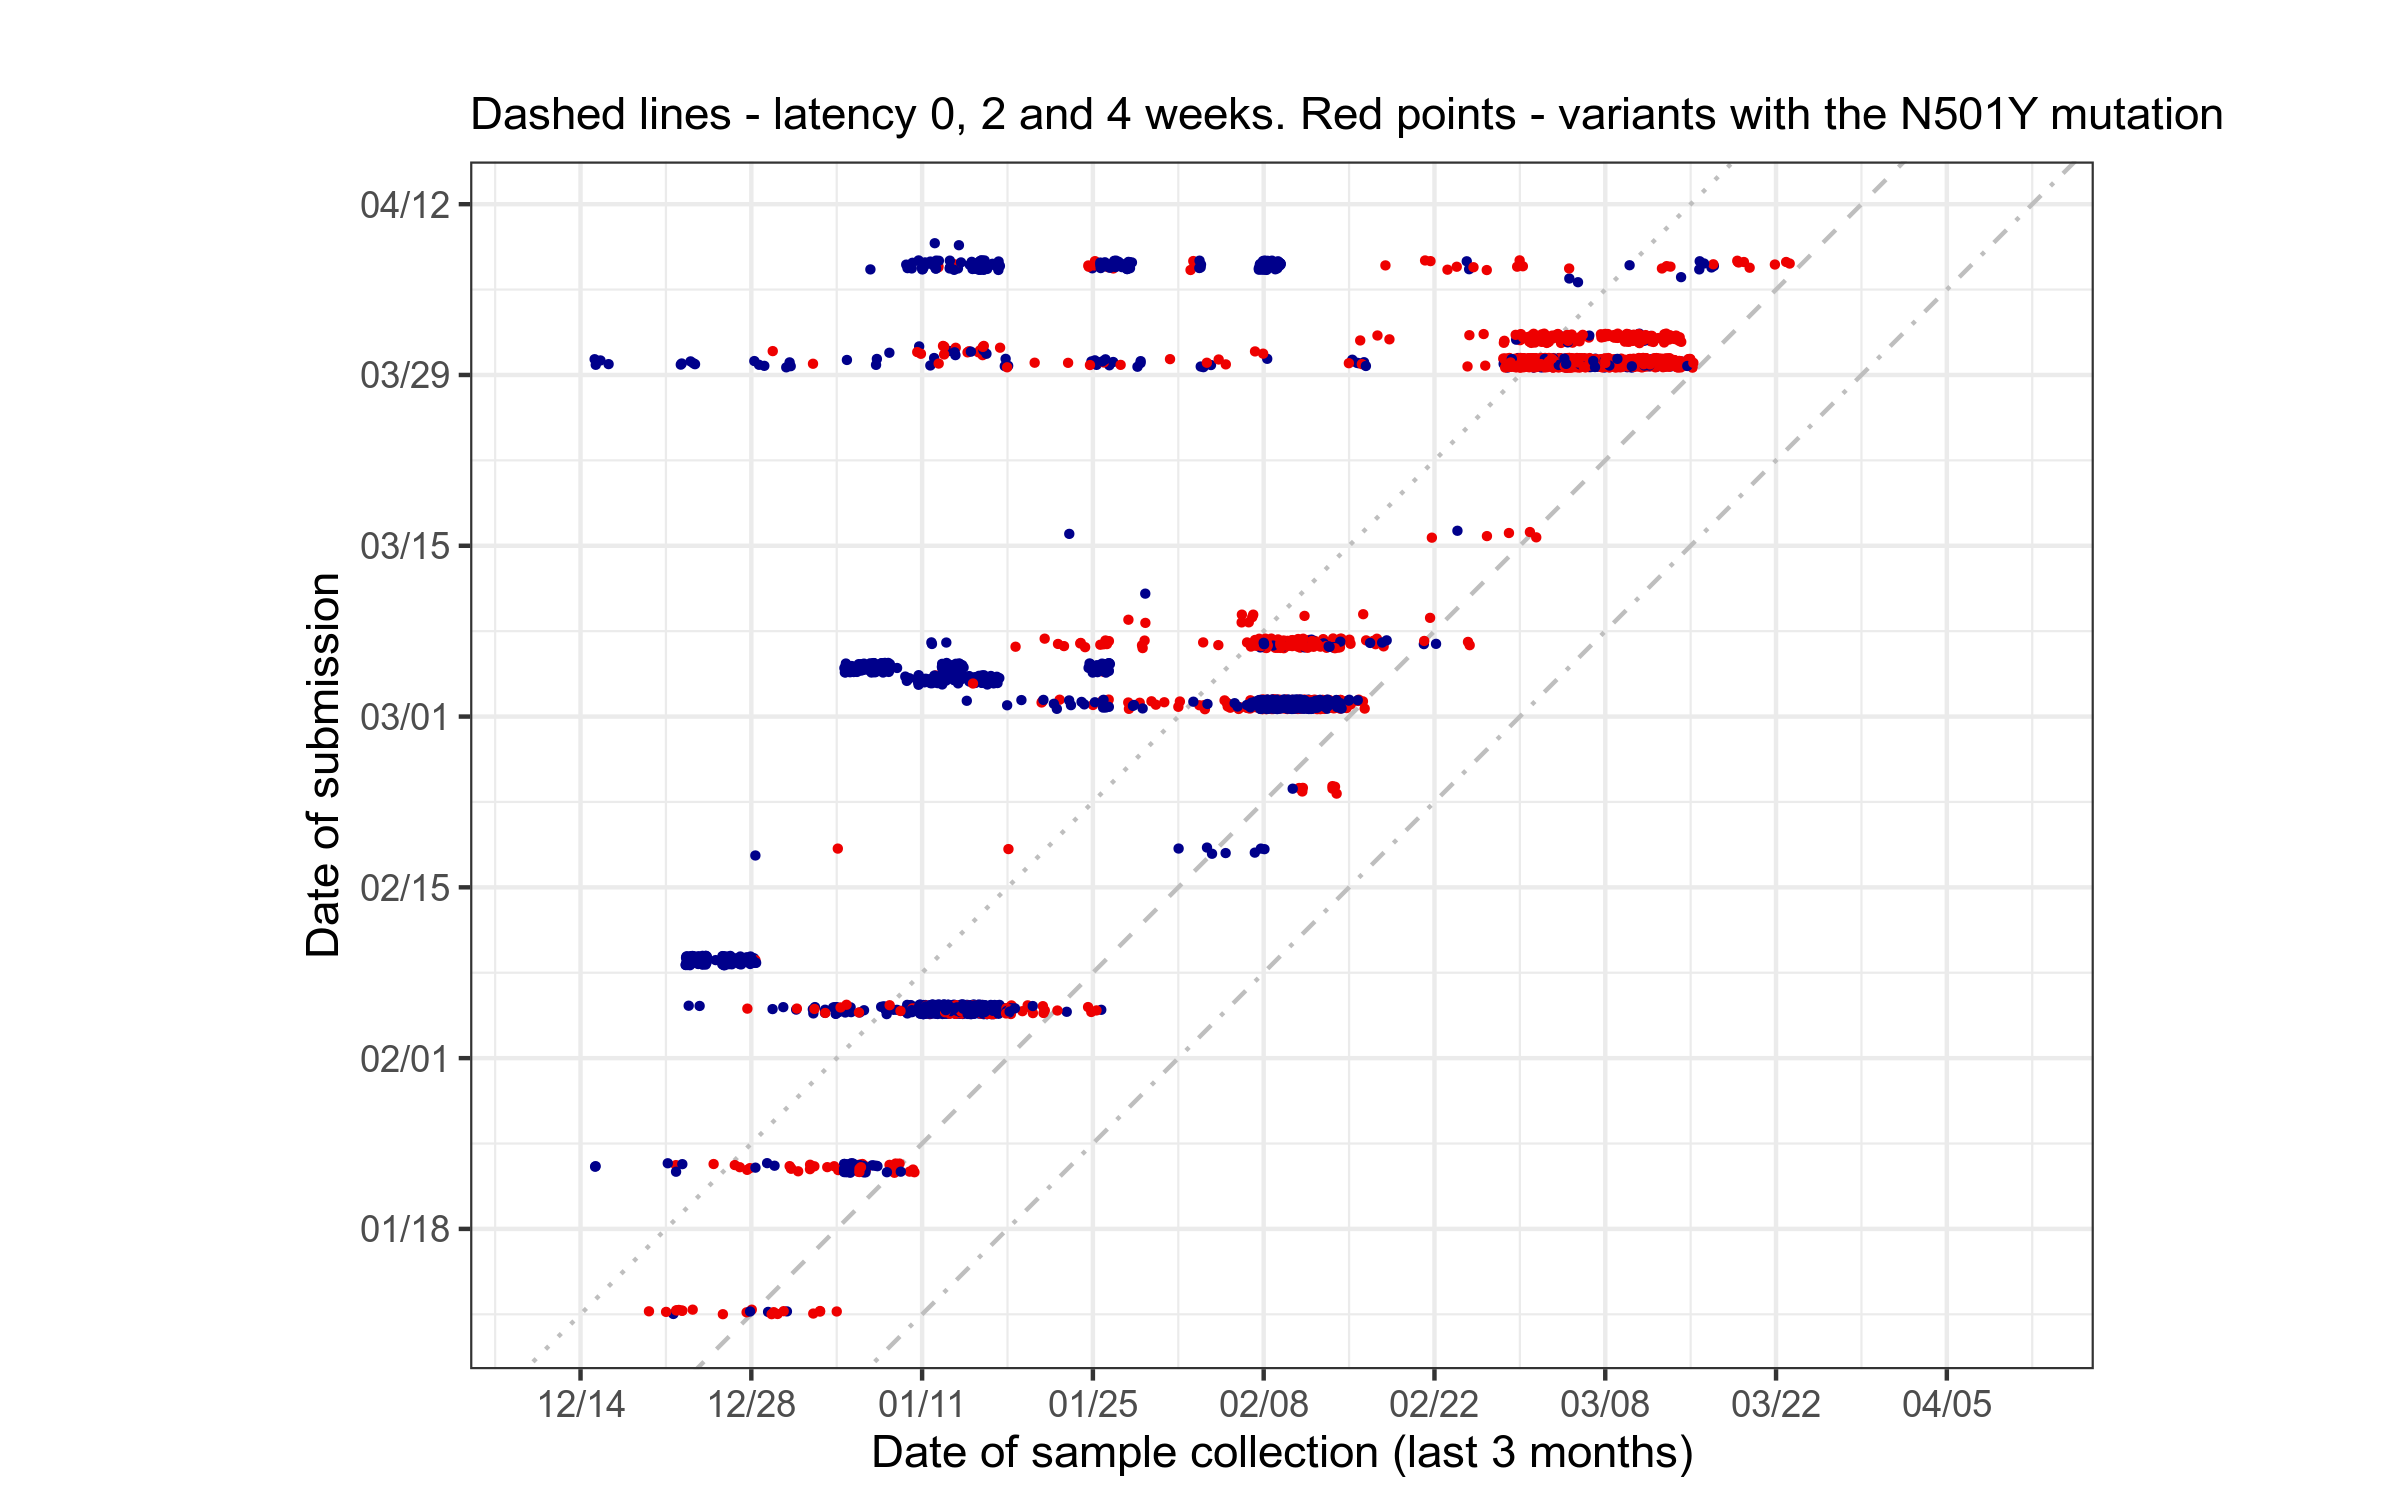 Dashed lines - latency 0, 2 and 4 weeks. Red points - variants with the N501Y mutation
04/12
03/29
03/15
03/01
02/15
02/01
01/18
Date of submission
12/14 12/28 01/11 01/25 02/08 02/22 03/08 03/22 04/05
Date of sample collection (last 3 months)